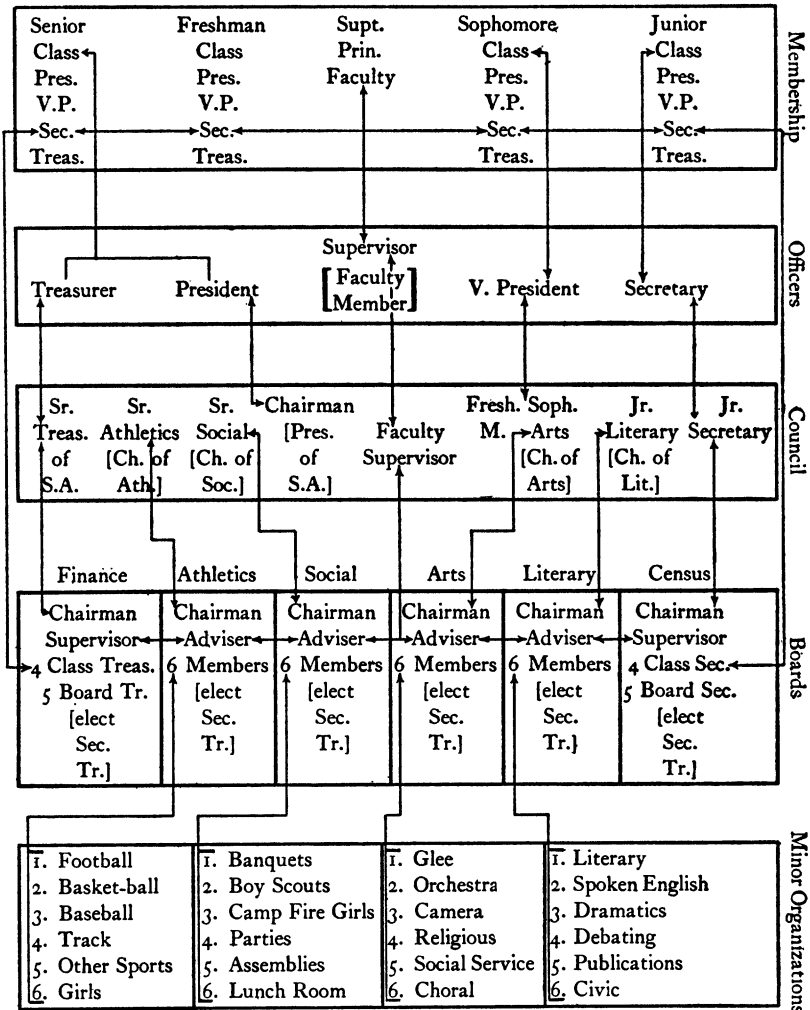 Senior Freshman Supt. Sophomore Junior
Class Class Prin. Class Class
Pres. Pres. Faculty Pres. Pres.
V.P. V.P. V.P. V.P.
Sec. Sec. Sec. Sec.
Treas. Treas. Treas. Treas.
Membership
Supervisor
Treasurer President [Faculty Member] V. President Secretary
Officers
Sr. Treas. of S.A.
Sr. Athletics [Ch. of Ath.]
Sr. Social [Ch. of Soc.]
Chairman [Pres. of S.A.]
Faculty Supervisor
Fresh. M.
Soph. Arts [Ch. of Arts]
Jr. Literary [Ch. of Lit.]
Jr. Secretary
Council
Finance Athletics Social Arts Literary Census
Chairman Chairman Chairman Chairman Chairman Chairman
Supervisor Adviser Adviser Adviser Adviser Supervisor
4 Class Treas. 6 Members 6 Members 6 Members 6 Members 4 Class Sec.
5 Board Tr. [elect [elect [elect [elect 5 Board Sec.
[elect Sec. Sec. Sec. Sec. [elect
Sec. Tr.] Tr.] Tr.] Tr.} Sec.
Tr.] Tr.]
Boards
1. Football
2. Basket-ball
3. Baseball
4. Track
5. Other Sports
6. Girls
1. Banquets
2. Boy Scouts
3. Camp Fire Girls
4. Parties
5. Assemblies
6. Lunch Room
1. Glee
2. Orchestra
3. Camera
4. Religious
5. Social Service
6. Choral
1. Literary
2. Spoken English
3. Dramatics
4. Debating
5. Publications
6. Civic
Minor Organizations